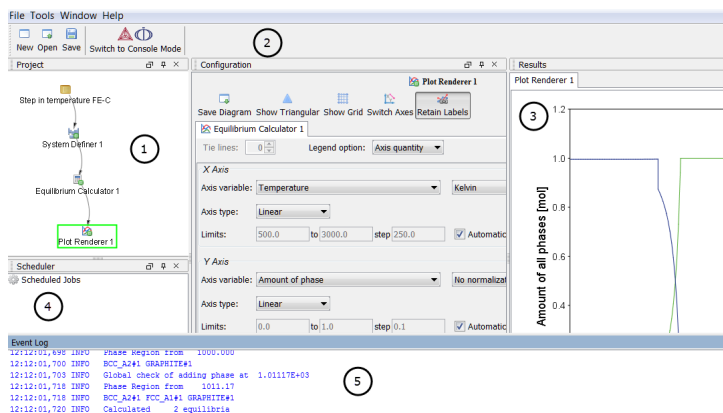 File Tools Window Help
New Open Save Switch to Console Mode
2
Project
Step in temperature FE-C
System Definer 1
1
Equilibrium Calculator 1
Plot Renderer 1
Scheduler
Scheduled Jobs
4
Configuration
Plot Renderer 1
Save Diagram Show Triangular Show Grid Switch Axes Retain Labels
Equilibrium Calculator 1
Tie lines: 0 Legend option: Axis quantity
X Axis
Axis variable: Temperature Kelvin
Axis type: Linear
Limits: 500.0 to 3000.0 step 250.0 Automatic
Y Axis
Axis variable: Amount of phase No normalizat
Axis type: Linear
Limits: 0.0 to 1.0 step 0.1 Automatic
Results
Plot Renderer 1
3
1.2
1.0
0.8
0.6
0.4
Amount of all phases [mol]
Event Log
12:12:01,698 INFO Phase Region from 1000.000
12:12:01,700 INFO BCC_A2#1 GRAPHITE#1
12:12:01,703 INFO Global check of adding phase at 1.01117E+03
12:12:01,718 INFO Phase Region from 1011.17
12:12:01,718 INFO BCC_A2#1 FCC_A1#1 GRAPHITE#1
12:12:01,720 INFO Calculated 2 equilibria
5